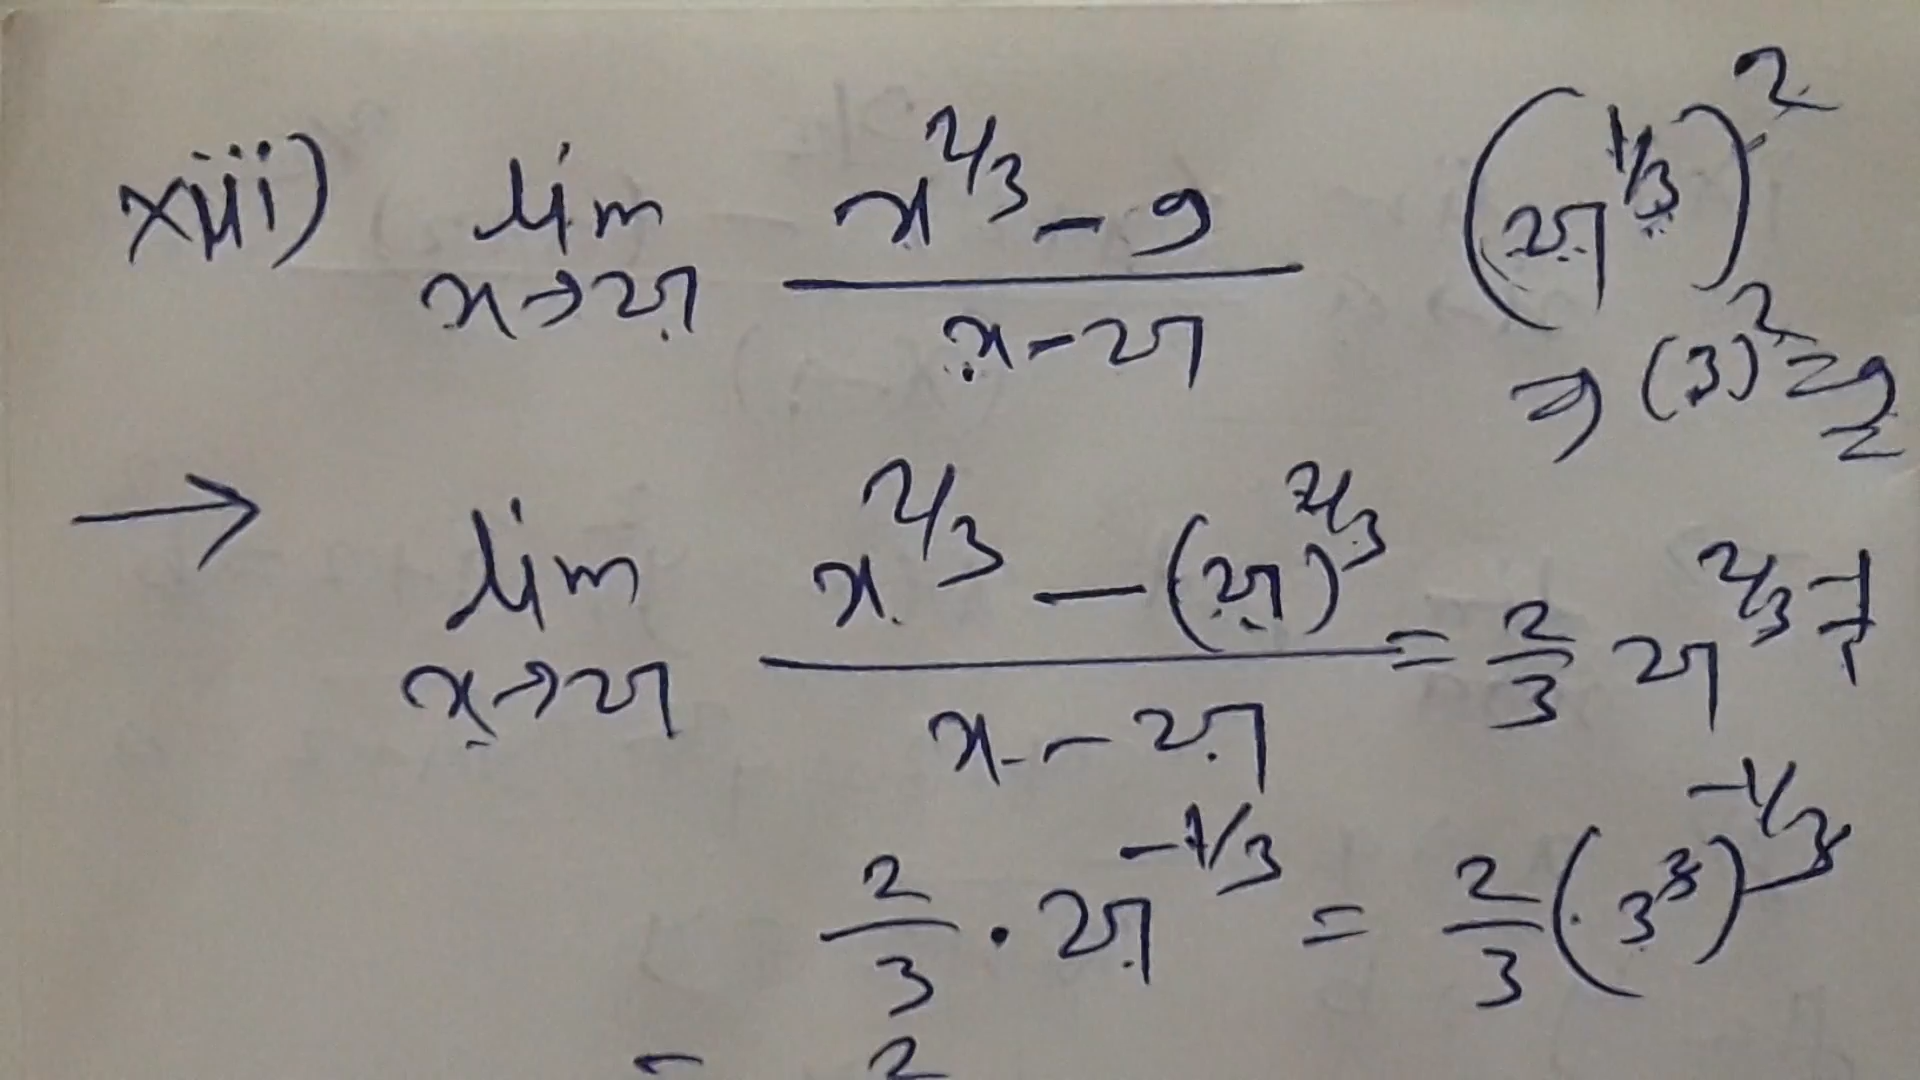 xiii) lim x→27 (x^2/3 - 9)/(x - 27)
(27^1/3)^2
⇒ (3)^2 = 9
→ lim x→27 (x^2/3 - (27)^2/3)/(x - 27) = 2/3 27^2/3 - 1
2/3 · 27^-1/3 = 2/3 (3^3)^-1/3
= 2